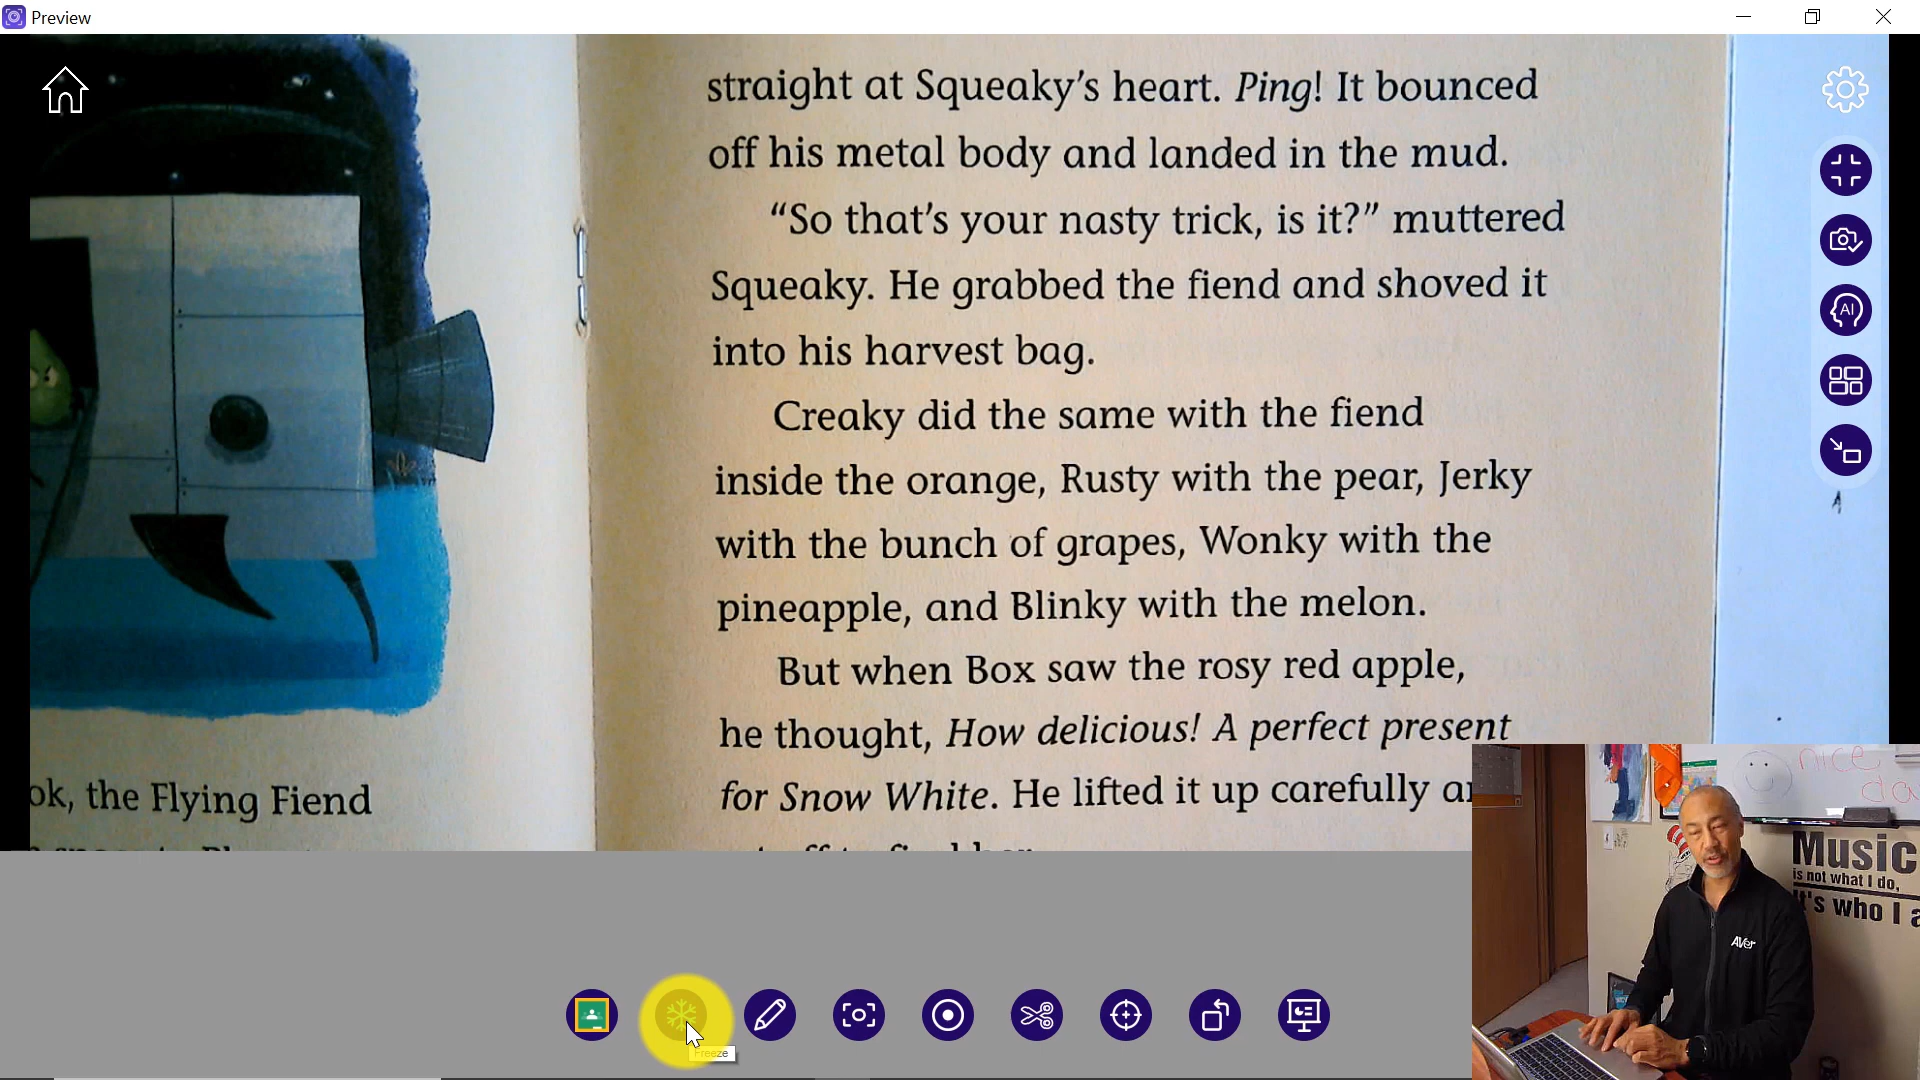 Preview
straight at Squeaky's heart. Ping! It bounced
off his metal body and landed in the mud.
“So that's your nasty trick, is it?” muttered
Squeaky. He grabbed the fiend and shoved it
into his harvest bag.
Creaky did the same with the fiend
inside the orange, Rusty with the pear, Jerky
with the bunch of grapes, Wonky with the
pineapple, and Blinky with the melon.
But when Box saw the rosy red apple,
he thought, How delicious! A perfect present
for Snow White. He lifted it up carefully
the Flying Fiend
AI
Freeze
nice
Music
is not what I do,
it's who I a
AVer